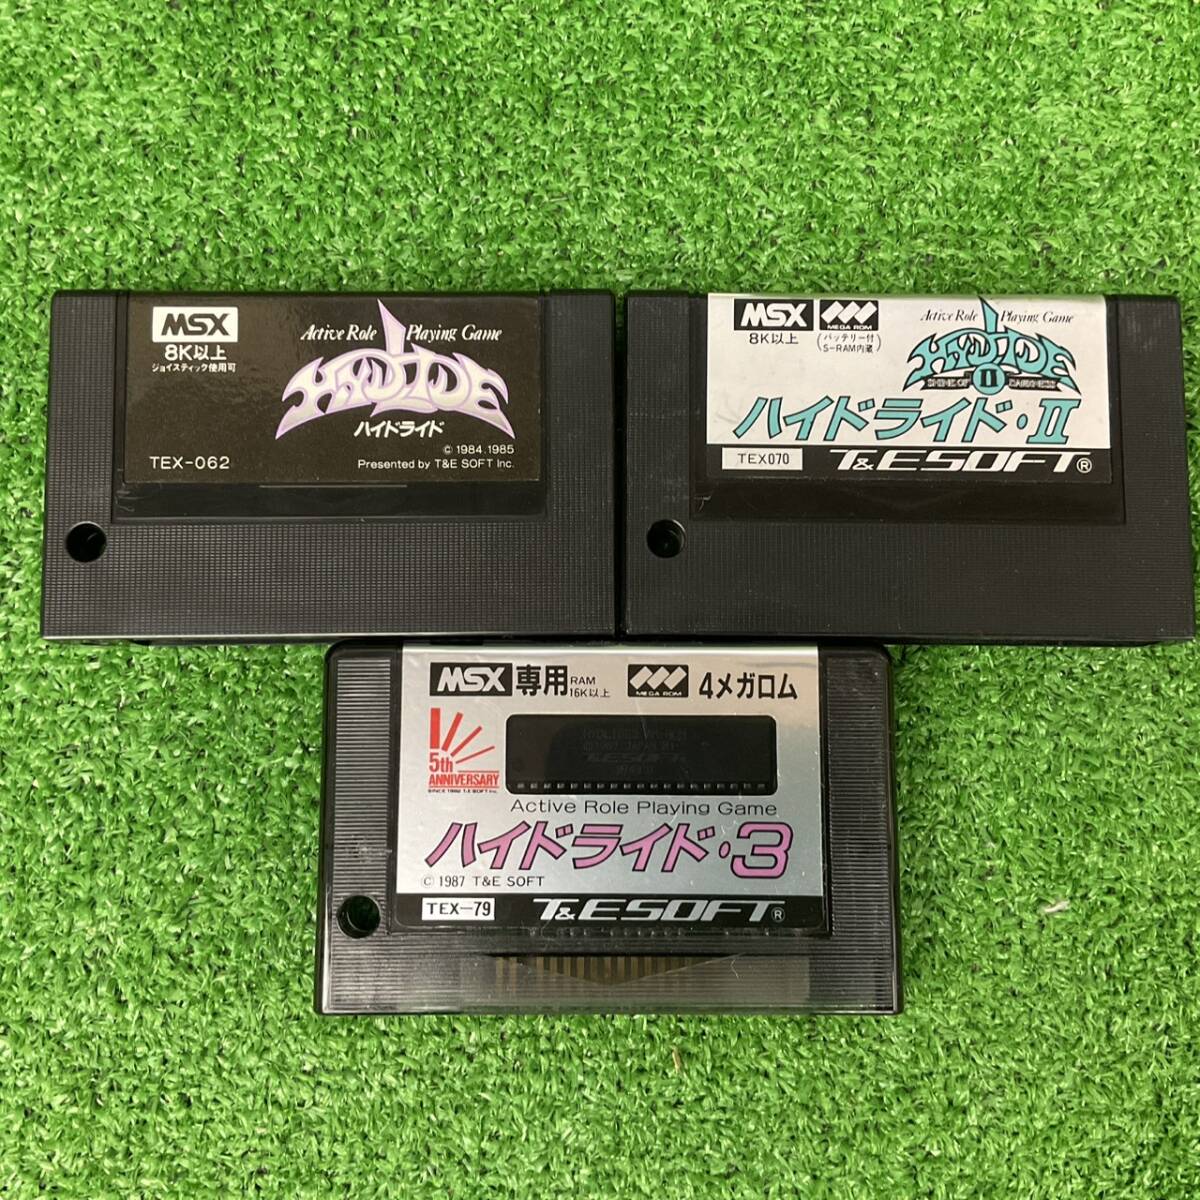 MSX
8K以上
ジョイスティック使用可
Active Role Playing Game
HYDLIDE
ハイドライド
© 1984.1985
TEX-062
Presented by T&E SOFT Inc.
MSX
8K以上
MEGA ROM
(バッテリー付
S-RAM内蔵)
Active Role Playing Game
HYDLIDE
II
SHINE OF DARKNESS
ハイドライド・II
TEX070
T&ESOFT®
MSX 専用 RAM 16K以上
MEGA ROM
4メガロム
5th
ANNIVERSARY
SINCE 1982 T&E SOFT Inc.
Active Role Playing Game
ハイドライド・3
© 1987 T&E SOFT
TEX-79
T&ESOFT®